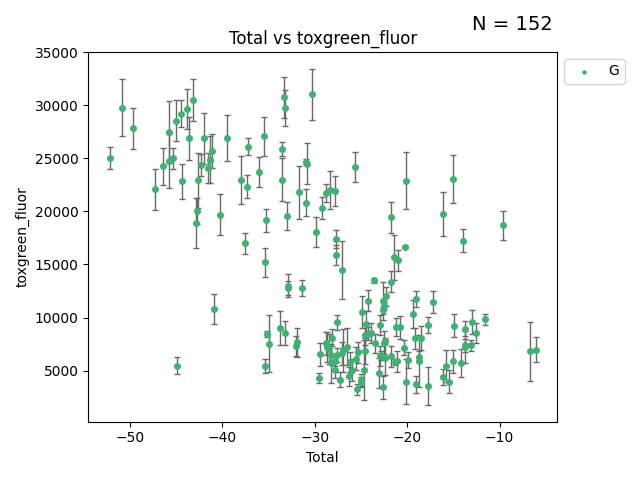 N = 152
Total vs toxgreen_fluor
G
toxgreen_fluor
35000
30000
25000
20000
15000
10000
5000
−50 −40 −30 −20 −10
Total